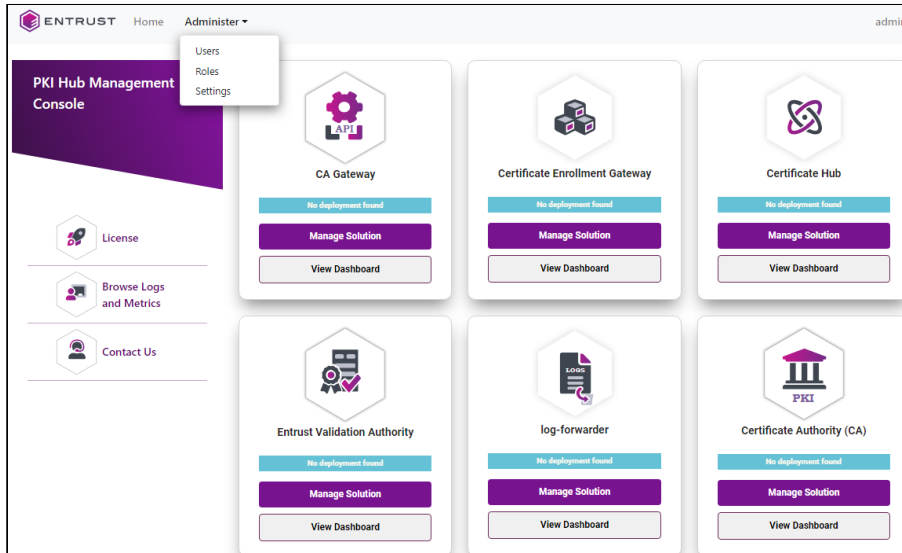 ENTRUST Home Administer
admin
Users
Roles
Settings
PKI Hub Management
Console
License
Browse Logs
and Metrics
Contact Us
API
CA Gateway
No deployment found
Manage Solution
View Dashboard
Certificate Enrollment Gateway
No deployment found
Manage Solution
View Dashboard
Certificate Hub
No deployment found
Manage Solution
View Dashboard
Entrust Validation Authority
No deployment found
Manage Solution
View Dashboard
LOGS
log-forwarder
No deployment found
Manage Solution
View Dashboard
PKI
Certificate Authority (CA)
No deployment found
Manage Solution
View Dashboard